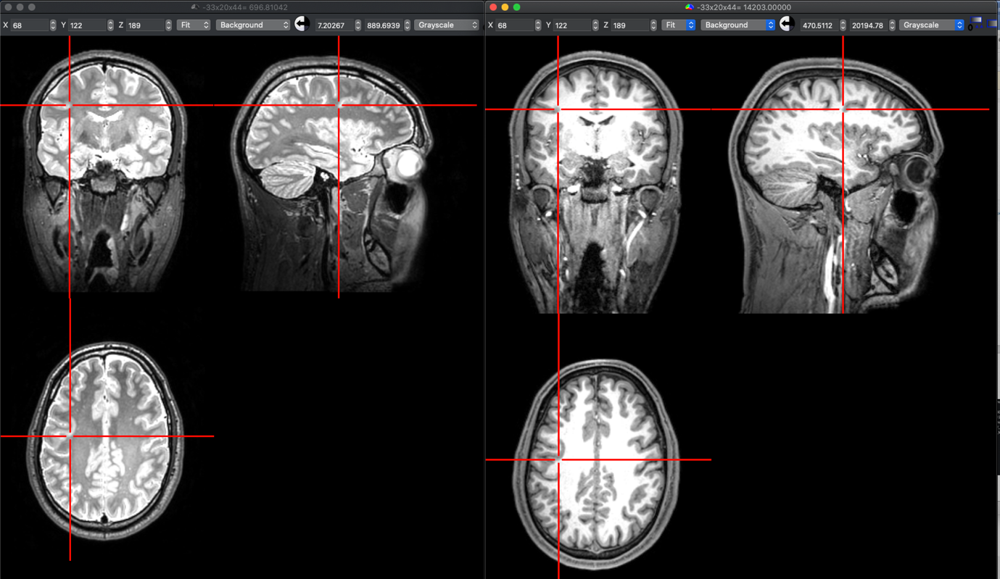 -33x20x44= 696.81042
X 68 Y 122 Z 189 Fit Background 7.20267 889.6939 Grayscale
-33x20x44= 14203.00000
X 68 Y 122 Z 189 Fit Background 470.5112 20194.78 Grayscale 0